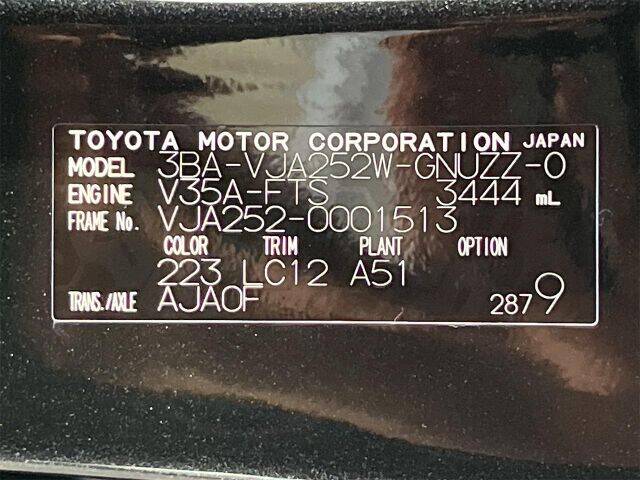 TOYOTA MOTOR CORPORATION JAPAN
MODEL 3BA-VJA252W-GNUZZ-0
ENGINE V35A-FTS 3444 mL
FRAME No. VJA252-0001513
COLOR TRIM PLANT OPTION
223 LC12 A51
TRANS./AXLE AJA0F 2879